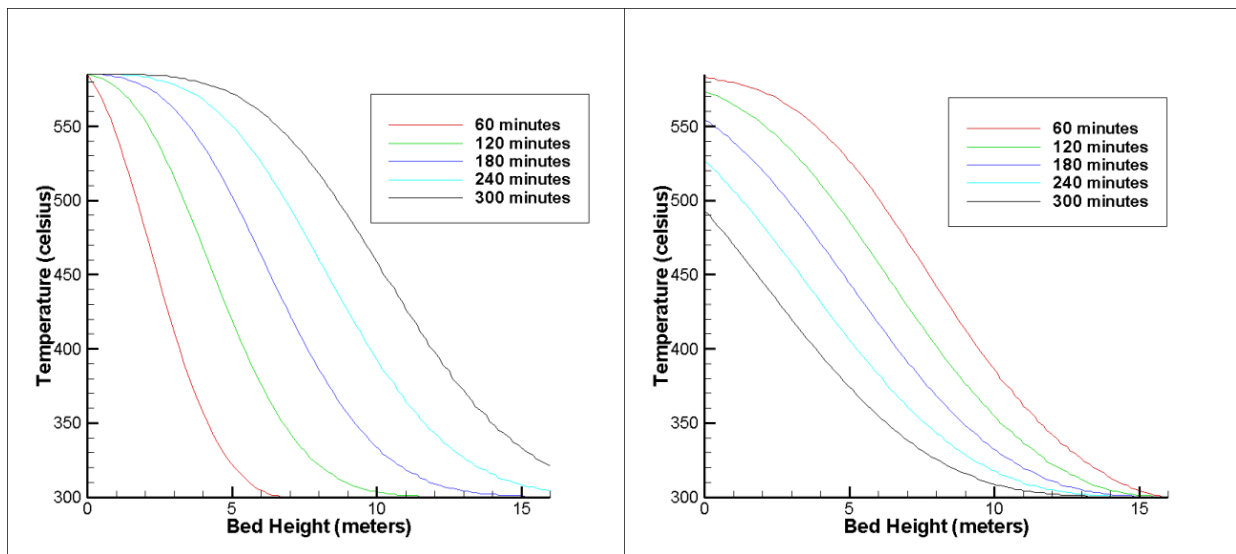 Temperature (celsius)
550
500
450
400
350
300
0
5
10
15
Bed Height (meters)
60 minutes
120 minutes
180 minutes
240 minutes
300 minutes
Temperature (celsius)
550
500
450
400
350
300
0
5
10
15
Bed Height (meters)
60 minutes
120 minutes
180 minutes
240 minutes
300 minutes